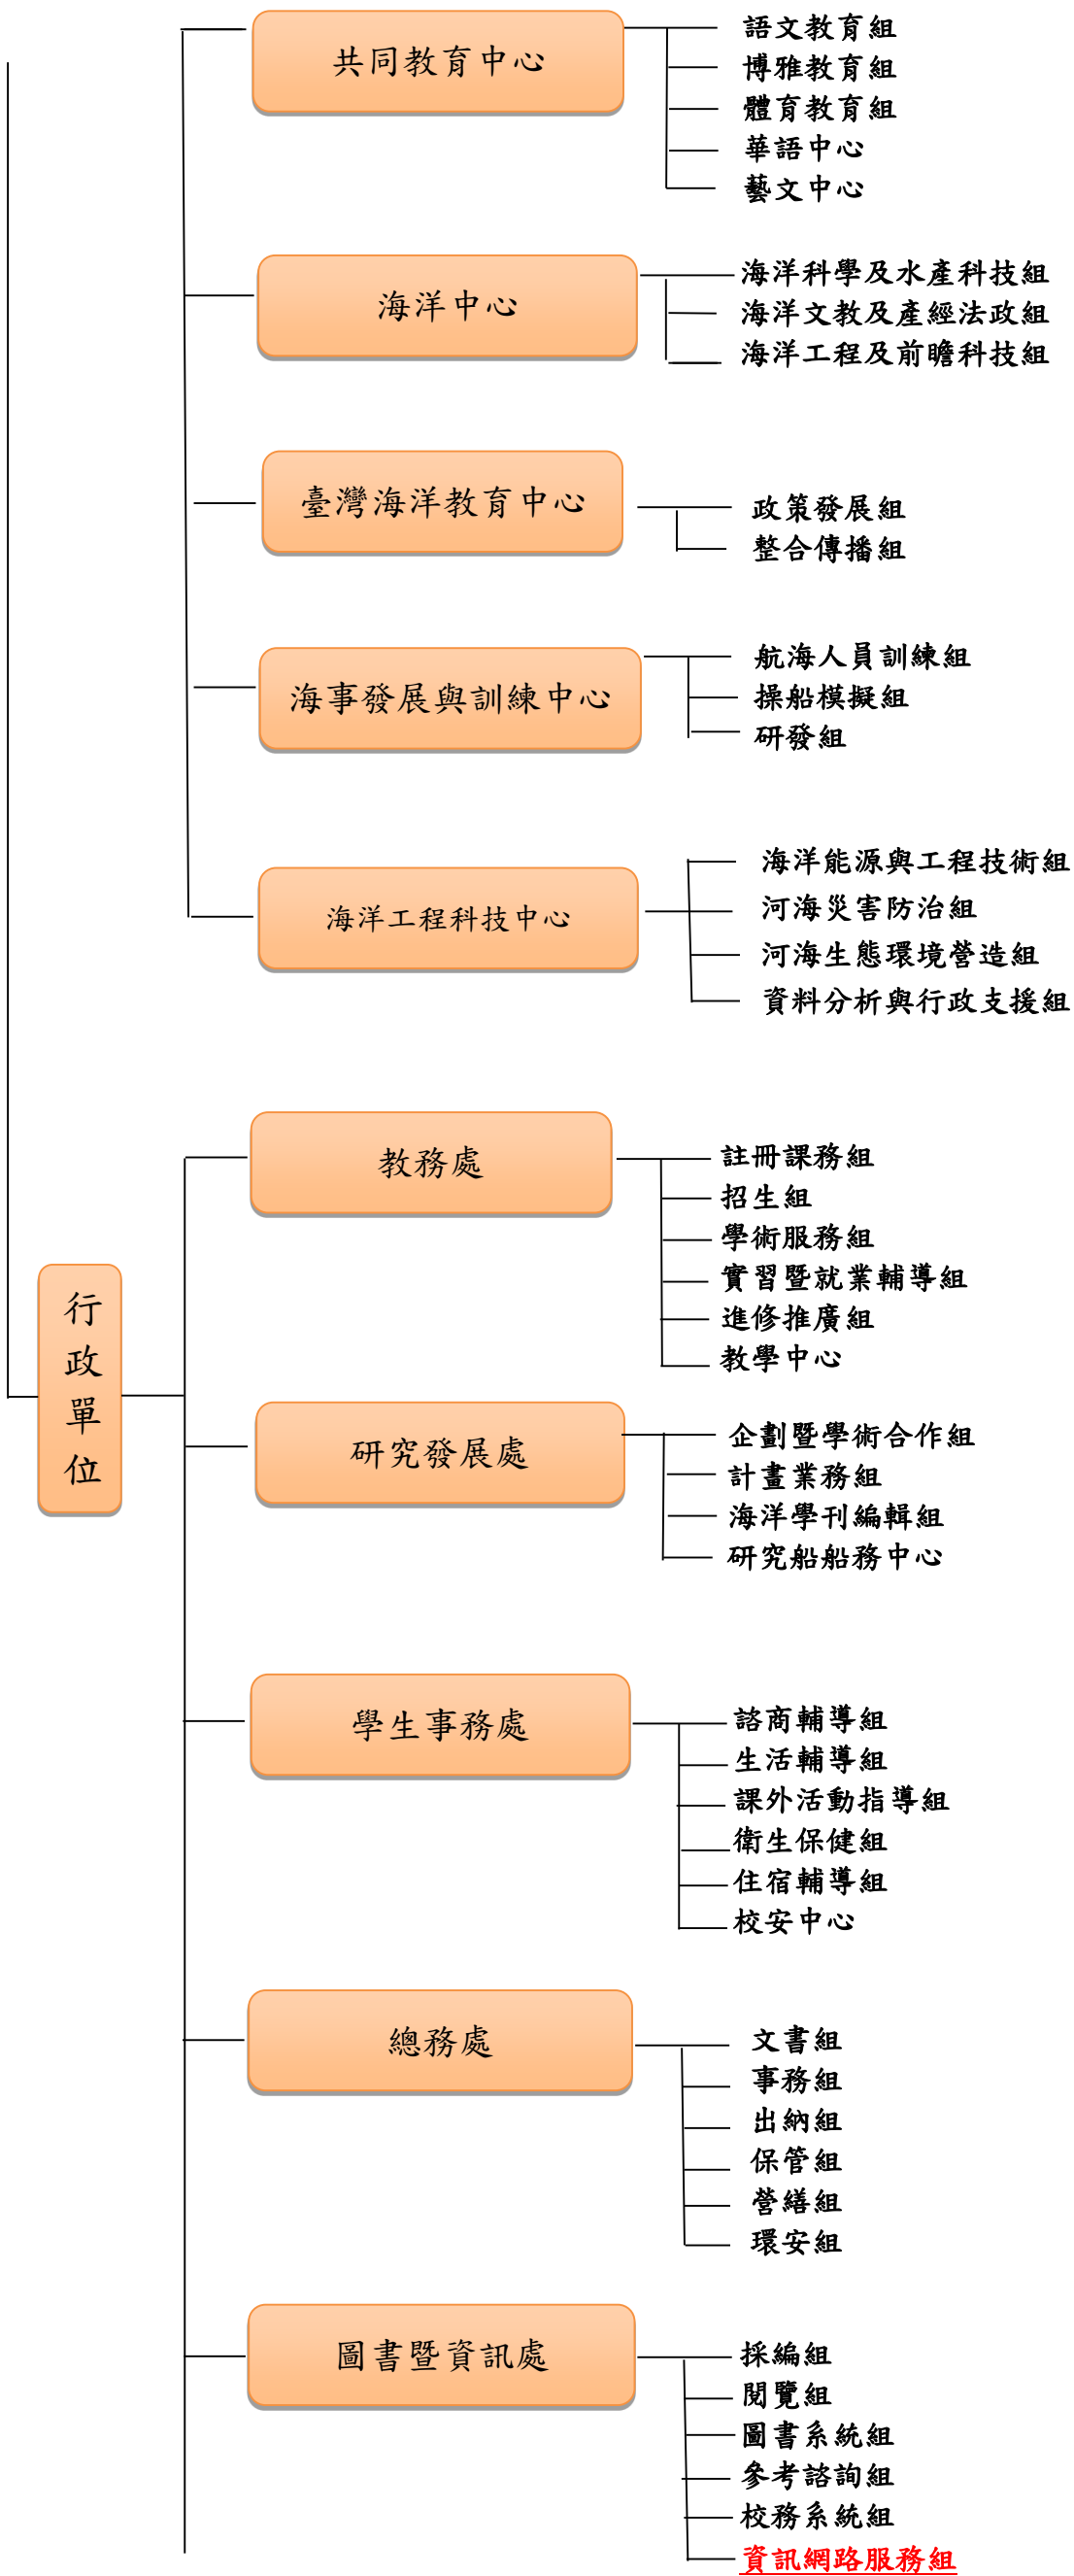 共同教育中心
語文教育組
博雅教育組
體育教育組
華語中心
藝文中心
海洋中心
海洋科學及水產科技組
海洋文教及產經法政組
海洋工程及前瞻科技組
臺灣海洋教育中心
政策發展組
整合傳播組
海事發展與訓練中心
航海人員訓練組
操船模擬組
研發組
海洋工程科技中心
海洋能源與工程技術組
河海災害防治組
河海生態環境營造組
資料分析與行政支援組
行政單位
教務處
註冊課務組
招生組
學術服務組
實習暨就業輔導組
進修推廣組
教學中心
研究發展處
企劃暨學術合作組
計畫業務組
海洋學刊編輯組
研究船船務中心
學生事務處
諮商輔導組
生活輔導組
課外活動指導組
衛生保健組
住宿輔導組
校安中心
總務處
文書組
事務組
出納組
保管組
營繕組
環安組
圖書暨資訊處
採編組
閱覽組
圖書系統組
參考諮詢組
校務系統組
資訊網路服務組